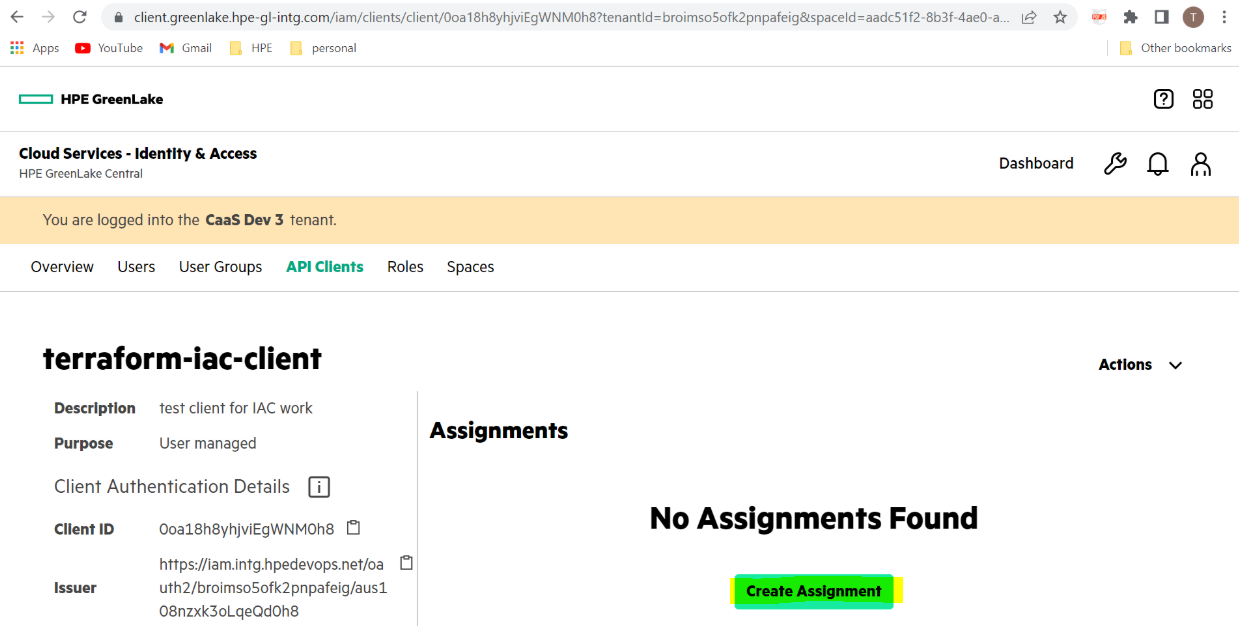 client.greenlake.hpe-gl-intg.com/iam/clients/client/0oa18h8yhjviEgWNM0h8?tenantId=broimso5ofk2pnpafeig&spaceId=aadc51f2-8b3f-4ae0-a...
T
Apps YouTube Gmail HPE personal Other bookmarks
HPE GreenLake
Cloud Services - Identity & Access
HPE GreenLake Central
Dashboard
You are logged into the CaaS Dev 3 tenant.
Overview Users User Groups API Clients Roles Spaces
terraform-iac-client
Actions
Description test client for IAC work
Purpose User managed
Client Authentication Details
Client ID 0oa18h8yhjviEgWNM0h8
Issuer https://iam.intg.hpedevops.net/oa
uth2/broimso5ofk2pnpafeig/aus1
08nzxk3oLqeQd0h8
Assignments
No Assignments Found
Create Assignment